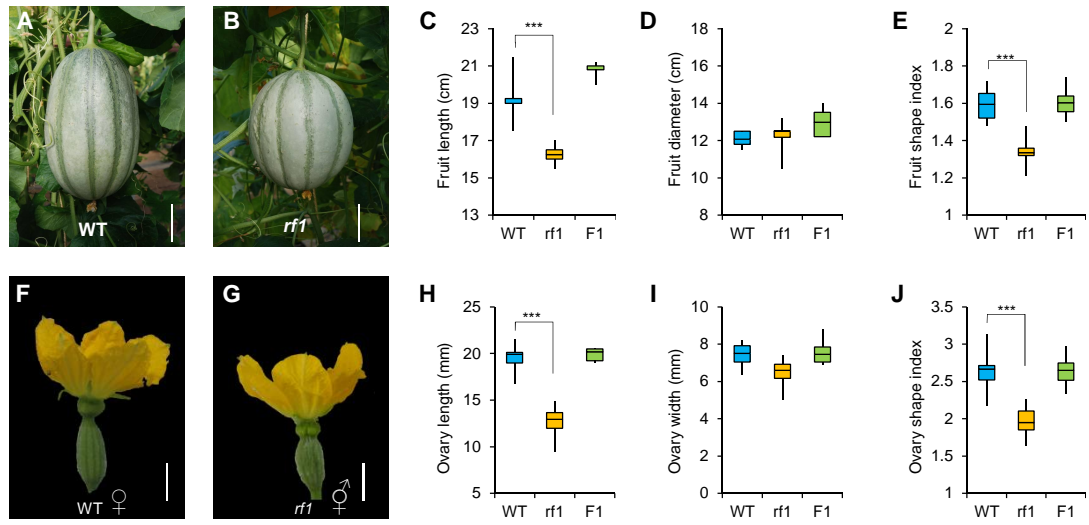 A
WT
B
rf1
C
Fruit length (cm)
23
21
19
17
15
13
***
WT rf1 F1
D
Fruit diameter (cm)
16
14
12
10
8
WT rf1 F1
E
Fruit shape index
2
1.8
1.6
1.4
1.2
1
***
WT rf1 F1
F
WT ♀
G
rf1 ⚥
H
Ovary length (mm)
25
20
15
10
5
***
WT rf1 F1
I
Ovary width (mm)
10
8
6
4
2
0
WT rf1 F1
J
Ovary shape index
3.5
3
2.5
2
1.5
1
***
WT rf1 F1